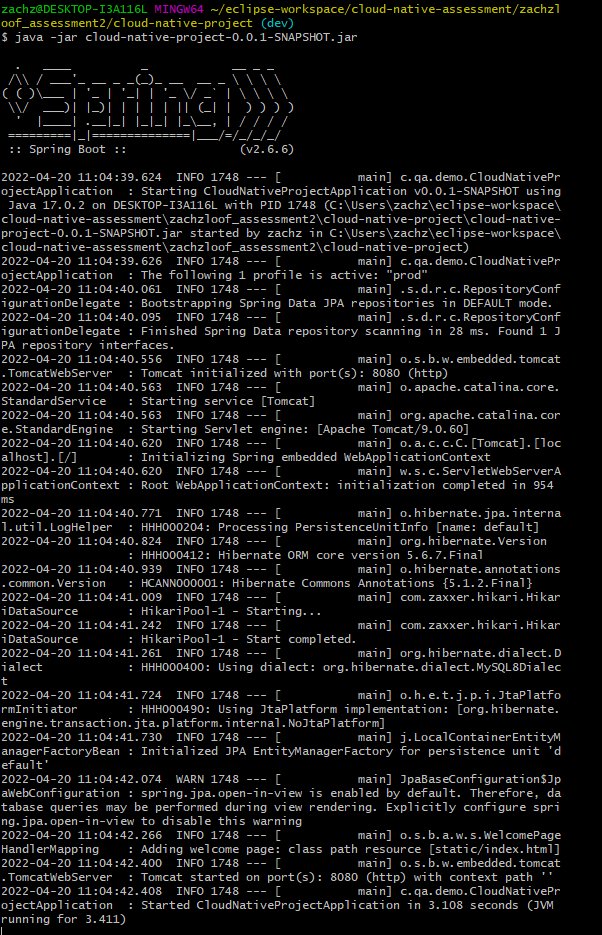 zachz@DESKTOP-I3A116L MINGW64 ~/eclipse-workspace/cloud-native-assessment/zachzl
oof_assessment2/cloud-native-project (dev)
$ java -jar cloud-native-project-0.0.1-SNAPSHOT.jar
  .   ____          _            __ _ _
 /\\ / ___'_ __ _ _(_)_ __  __ _ \ \ \ \
( ( )\___ | '_ | '_| | '_ \/ _` | \ \ \ \
 \\/  ___)| |_)| | | | | || (_| |  ) ) ) )
  '  |____| .__|_| |_|_| |_\__, | / / / /
 =========|_|==============|___/=/_/_/_/
 :: Spring Boot ::                (v2.6.6)
2022-04-20 11:04:39.624  INFO 1748 --- [           main] c.qa.demo.CloudNativePr
ojectApplication  : Starting CloudNativeProjectApplication v0.0.1-SNAPSHOT using
 Java 17.0.2 on DESKTOP-I3A116L with PID 1748 (C:\Users\zachz\eclipse-workspace\
cloud-native-assessment\zachzloof_assessment2\cloud-native-project\cloud-native-
project-0.0.1-SNAPSHOT.jar started by zachz in C:\Users\zachz\eclipse-workspace\
cloud-native-assessment\zachzloof_assessment2\cloud-native-project)
2022-04-20 11:04:39.626  INFO 1748 --- [           main] c.qa.demo.CloudNativePr
ojectApplication  : The following 1 profile is active: "prod"
2022-04-20 11:04:40.061  INFO 1748 --- [           main] .s.d.r.c.RepositoryConf
igurationDelegate : Bootstrapping Spring Data JPA repositories in DEFAULT mode.
2022-04-20 11:04:40.095  INFO 1748 --- [           main] .s.d.r.c.RepositoryConf
igurationDelegate : Finished Spring Data repository scanning in 28 ms. Found 1 J
PA repository interfaces.
2022-04-20 11:04:40.556  INFO 1748 --- [           main] o.s.b.w.embedded.tomcat
.TomcatWebServer  : Tomcat initialized with port(s): 8080 (http)
2022-04-20 11:04:40.563  INFO 1748 --- [           main] o.apache.catalina.core.
StandardService   : Starting service [Tomcat]
2022-04-20 11:04:40.563  INFO 1748 --- [           main] org.apache.catalina.cor
e.StandardEngine  : Starting Servlet engine: [Apache Tomcat/9.0.60]
2022-04-20 11:04:40.620  INFO 1748 --- [           main] o.a.c.c.C.[Tomcat].[loc
alhost].[/]       : Initializing Spring embedded WebApplicationContext
2022-04-20 11:04:40.620  INFO 1748 --- [           main] w.s.c.ServletWebServerA
pplicationContext : Root WebApplicationContext: initialization completed in 954
ms
2022-04-20 11:04:40.771  INFO 1748 --- [           main] o.hibernate.jpa.interna
l.util.LogHelper  : HHH000204: Processing PersistenceUnitInfo [name: default]
2022-04-20 11:04:40.824  INFO 1748 --- [           main] org.hibernate.Version
                  : HHH000412: Hibernate ORM core version 5.6.7.Final
2022-04-20 11:04:40.939  INFO 1748 --- [           main] o.hibernate.annotations
.common.Version   : HCANN000001: Hibernate Commons Annotations {5.1.2.Final}
2022-04-20 11:04:41.009  INFO 1748 --- [           main] com.zaxxer.hikari.Hikar
iDataSource       : HikariPool-1 - Starting...
2022-04-20 11:04:41.242  INFO 1748 --- [           main] com.zaxxer.hikari.Hikar
iDataSource       : HikariPool-1 - Start completed.
2022-04-20 11:04:41.261  INFO 1748 --- [           main] org.hibernate.dialect.D
ialect            : HHH000400: Using dialect: org.hibernate.dialect.MySQL8Dialec
t
2022-04-20 11:04:41.724  INFO 1748 --- [           main] o.h.e.t.j.p.i.JtaPlatfo
rmInitiator       : HHH000490: Using JtaPlatform implementation: [org.hibernate.
engine.transaction.jta.platform.internal.NoJtaPlatform]
2022-04-20 11:04:41.730  INFO 1748 --- [           main] j.LocalContainerEntityM
anagerFactoryBean : Initialized JPA EntityManagerFactory for persistence unit 'd
efault'
2022-04-20 11:04:42.074  WARN 1748 --- [           main] JpaBaseConfiguration$Jp
aWebConfiguration : spring.jpa.open-in-view is enabled by default. Therefore, da
tabase queries may be performed during view rendering. Explicitly configure spri
ng.jpa.open-in-view to disable this warning
2022-04-20 11:04:42.266  INFO 1748 --- [           main] o.s.b.a.w.s.WelcomePage
HandlerMapping    : Adding welcome page: class path resource [static/index.html]
2022-04-20 11:04:42.400  INFO 1748 --- [           main] o.s.b.w.embedded.tomcat
.TomcatWebServer  : Tomcat started on port(s): 8080 (http) with context path ''
2022-04-20 11:04:42.408  INFO 1748 --- [           main] c.qa.demo.CloudNativePr
ojectApplication  : Started CloudNativeProjectApplication in 3.108 seconds (JVM
running for 3.411)